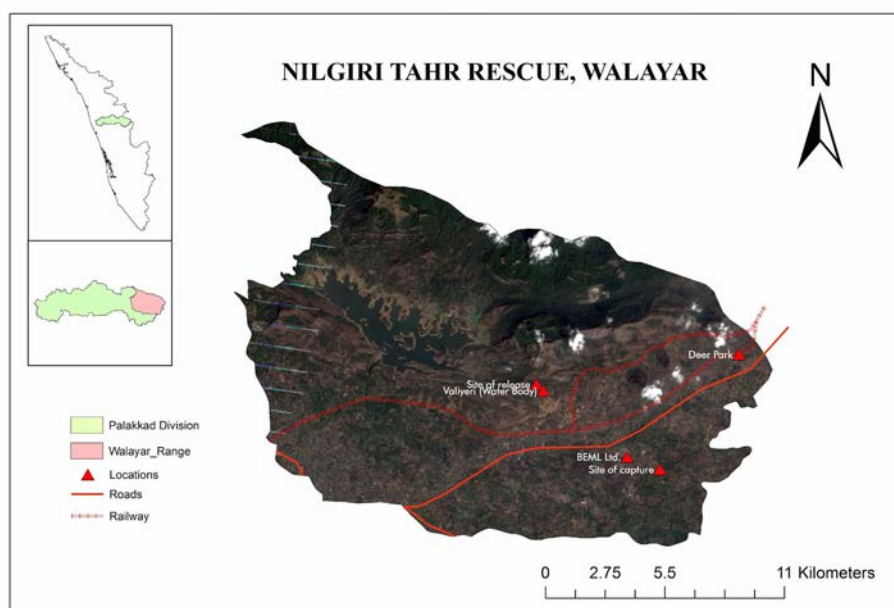 NILGIRI TAHR RESCUE, WALAYAR
N
Deer Park
Site of release
Valiyeri (Water Body)
BEML Ltd.
Site of capture
Palakkad Division
Walayar_Range
Locations
Roads
Railway
0 2.75 5.5 11 Kilometers